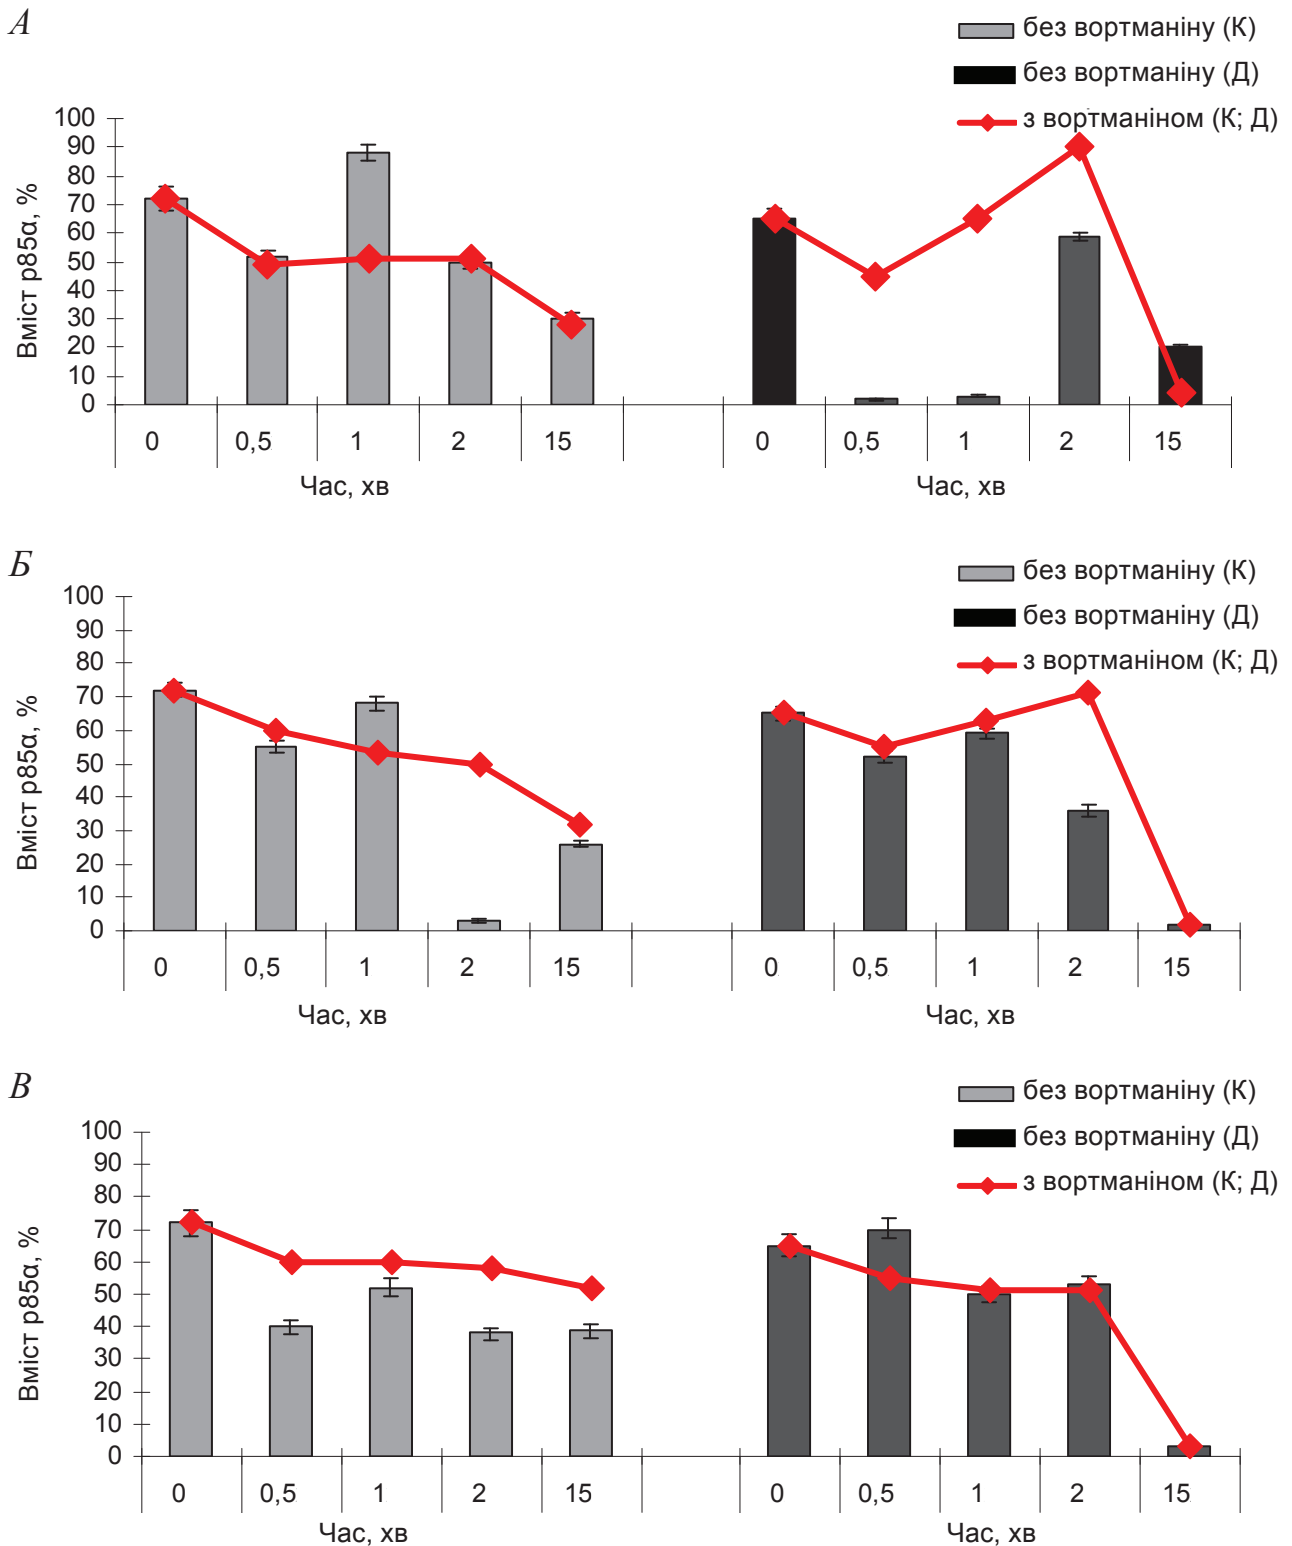 А
без вортманіну (К)
без вортманіну (Д)
з вортманіном (К; Д)
Вміст p85α, %
100
90
80
70
60
50
40
30
20
10
0
0 0,5 1 2 15 0 0,5 1 2 15
Час, хв Час, хв
Б
без вортманіну (К)
без вортманіну (Д)
з вортманіном (К; Д)
Вміст p85α, %
100
90
80
70
60
50
40
30
20
10
0
0 0,5 1 2 15 0 0,5 1 2 15
Час, хв Час, хв
В
без вортманіну (К)
без вортманіну (Д)
з вортманіном (К; Д)
Вміст p85α, %
100
90
80
70
60
50
40
30
20
10
0
0 0,5 1 2 15 0 0,5 1 2 15
Час, хв Час, хв